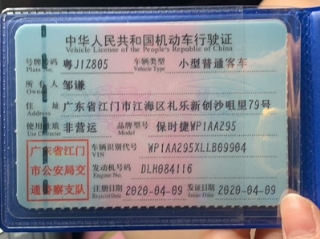 中华人民共和国机动车行驶证
Vehicle License of the People's Republic of China
号牌号码 粤J1Z805 车辆类型 小型普通客车
Plate No. Vehicle Type
所有人 邹谦
Owner
住址 广东省江门市江海区礼乐新创沙咀里79号
Address
使用性质 非营运 品牌型号 保时捷WP1AA295
Use Character Model
广东省江门市公安局交通警察支队
车辆识别代号 WP1AA295XLLB69904
VIN
发动机号码 DLH084116
Engine No.
注册日期 2020-04-09 发证日期 2020-04-09
Register Date Issue Date